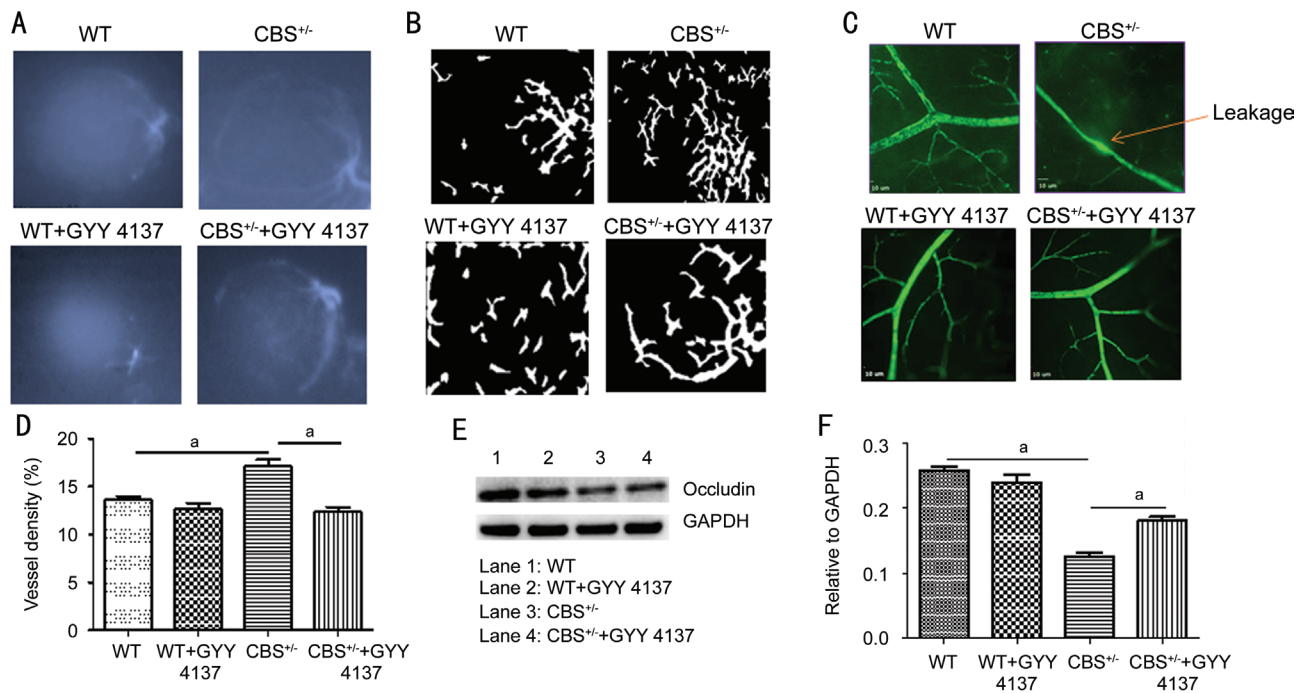 A
WT
CBS+/-
WT+GYY 4137
CBS+/-+GYY 4137
B
WT
CBS+/-
WT+GYY 4137
CBS+/-+GYY 4137
C
WT
CBS+/-
Leakage
10 um
10 um
WT+GYY 4137
CBS+/-+GYY 4137
10 um
10 um
D
Vessel density (%)
20
15
10
5
0
a
a
WT
WT+GYY
4137
CBS+/-
CBS+/-+GYY
4137
E
1 2 3 4
Occludin
GAPDH
Lane 1: WT
Lane 2: WT+GYY 4137
Lane 3: CBS+/-
Lane 4: CBS+/-+GYY 4137
F
Relative to GAPDH
0.3
0.2
0.1
0.0
a
a
WT
WT+GYY
4137
CBS+/-
CBS+/-+GYY
4137